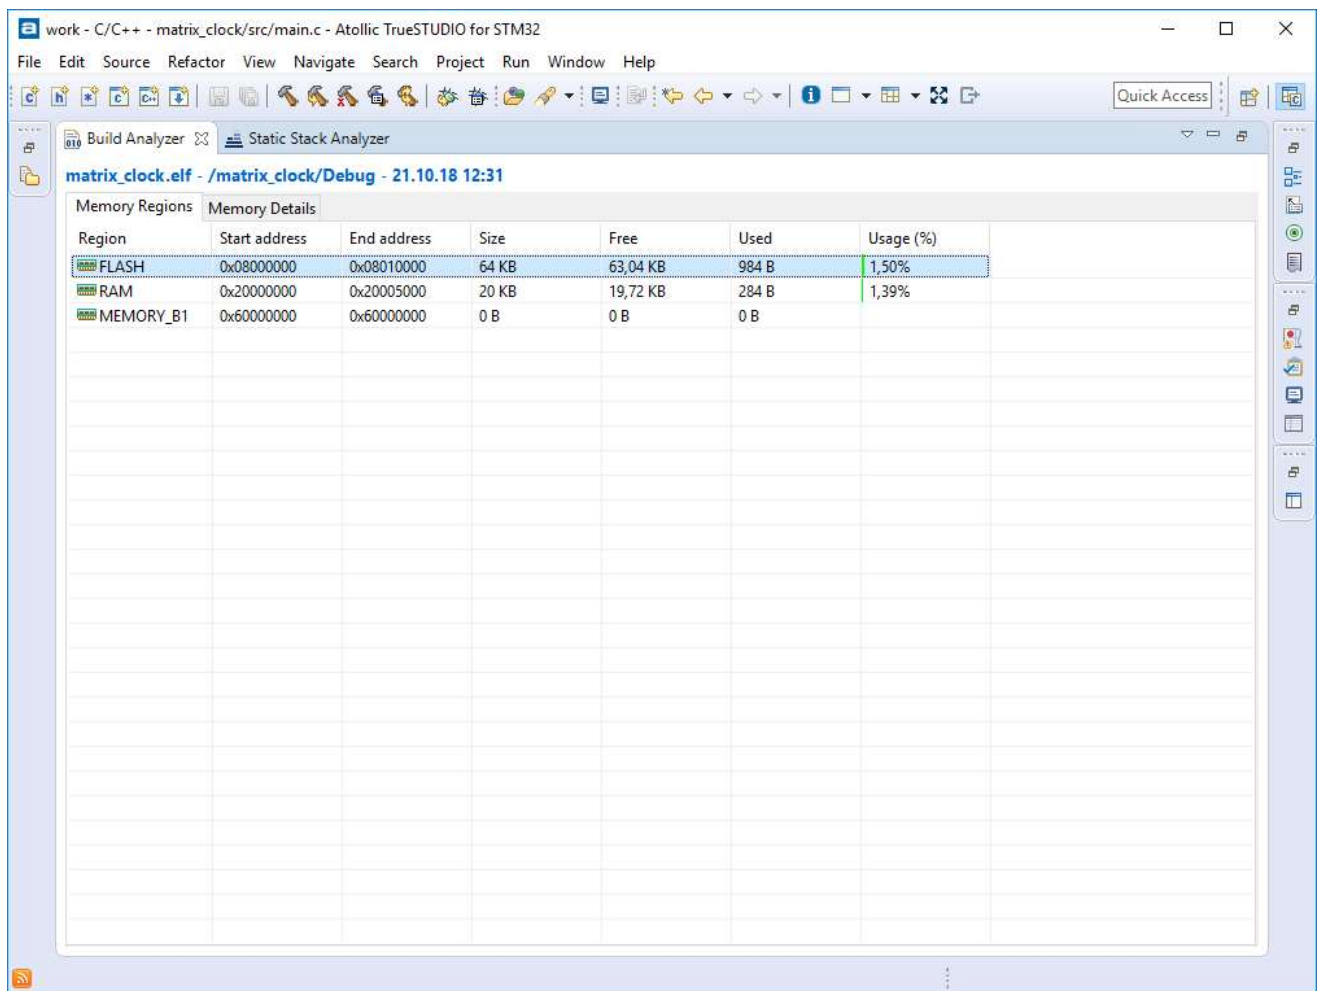 work - C/C++ - matrix_clock/src/main.c - Atollic TrueSTUDIO for STM32
File Edit Source Refactor View Navigate Search Project Run Window Help
Quick Access
Build Analyzer Static Stack Analyzer
matrix_clock.elf - /matrix_clock/Debug - 21.10.18 12:31
Memory Regions Memory Details
Region Start address End address Size Free Used Usage (%)
FLASH 0x08000000 0x08010000 64 KB 63,04 KB 984 B 1,50%
RAM 0x20000000 0x20005000 20 KB 19,72 KB 284 B 1,39%
MEMORY_B1 0x60000000 0x60000000 0 B 0 B 0 B